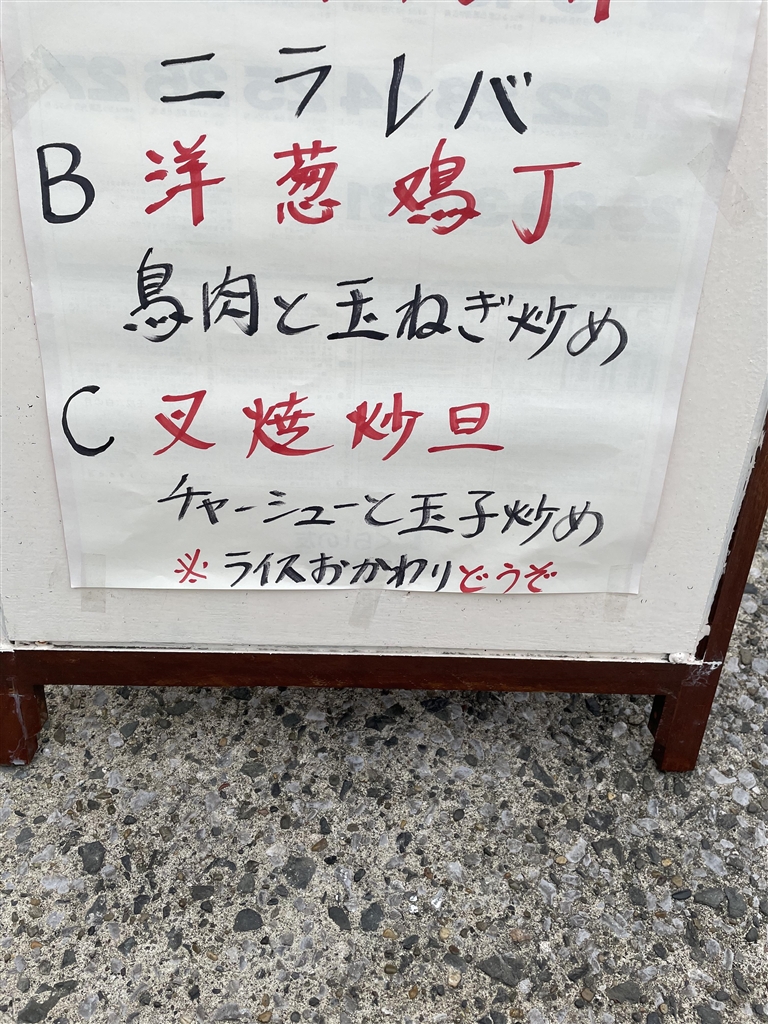 ニラレバ
B 洋葱鶏丁
鳥肉と玉ねぎ炒め
C 叉焼炒旦
チャーシューと玉子炒め
※ライスおかわりどうぞ